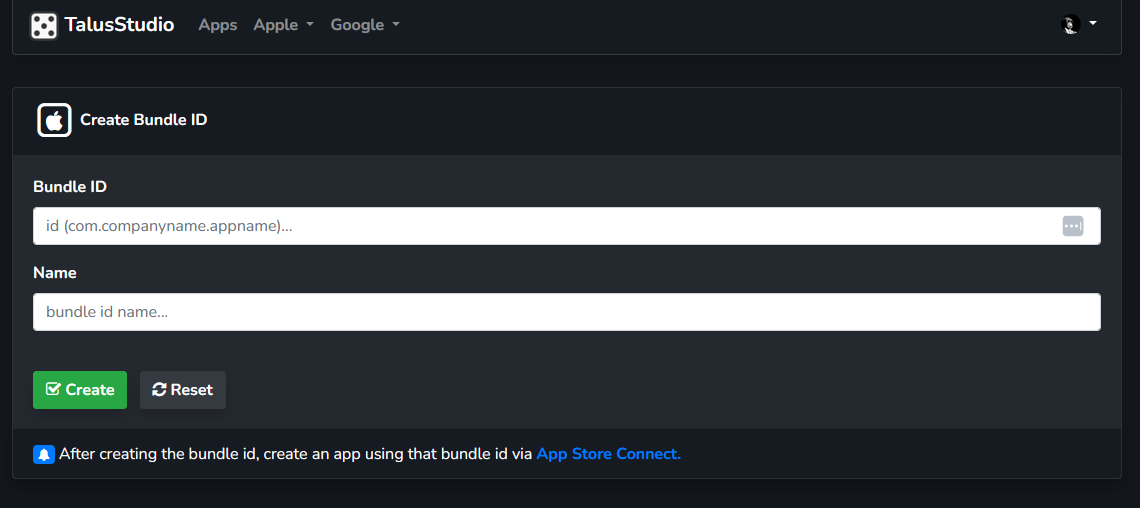 TalusStudio Apps Apple Google
Create Bundle ID
Bundle ID
id (com.companyname.appname)...
Name
bundle id name...
Create Reset
After creating the bundle id, create an app using that bundle id via App Store Connect.